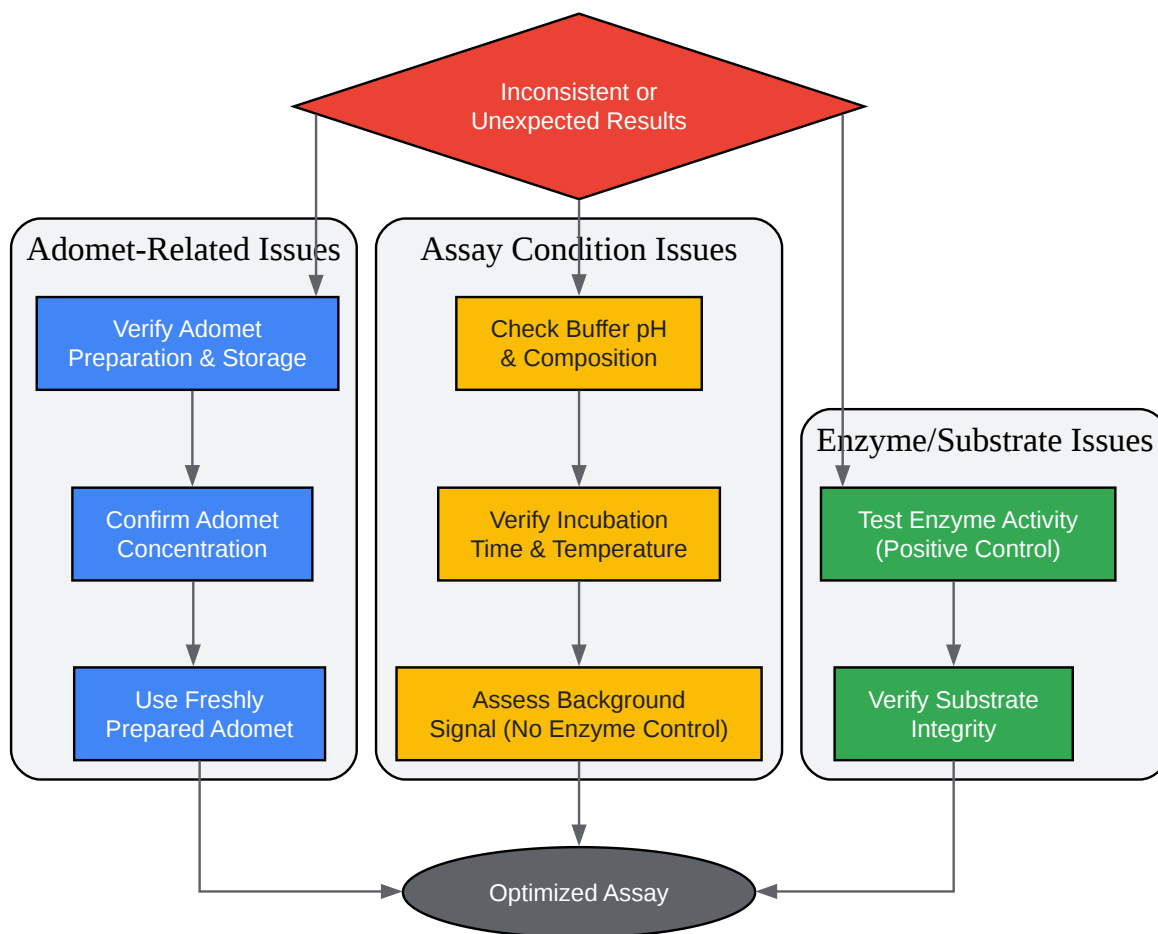 Inconsistent or
Unexpected Results
Adomet-Related Issues
Verify Adomet
Preparation & Storage
Confirm Adomet
Concentration
Use Freshly
Prepared Adomet
Assay Condition Issues
Check Buffer pH
& Composition
Verify Incubation
Time & Temperature
Assess Background
Signal (No Enzyme Control)
Enzyme/Substrate Issues
Test Enzyme Activity
(Positive Control)
Verify Substrate
Integrity
Optimized Assay